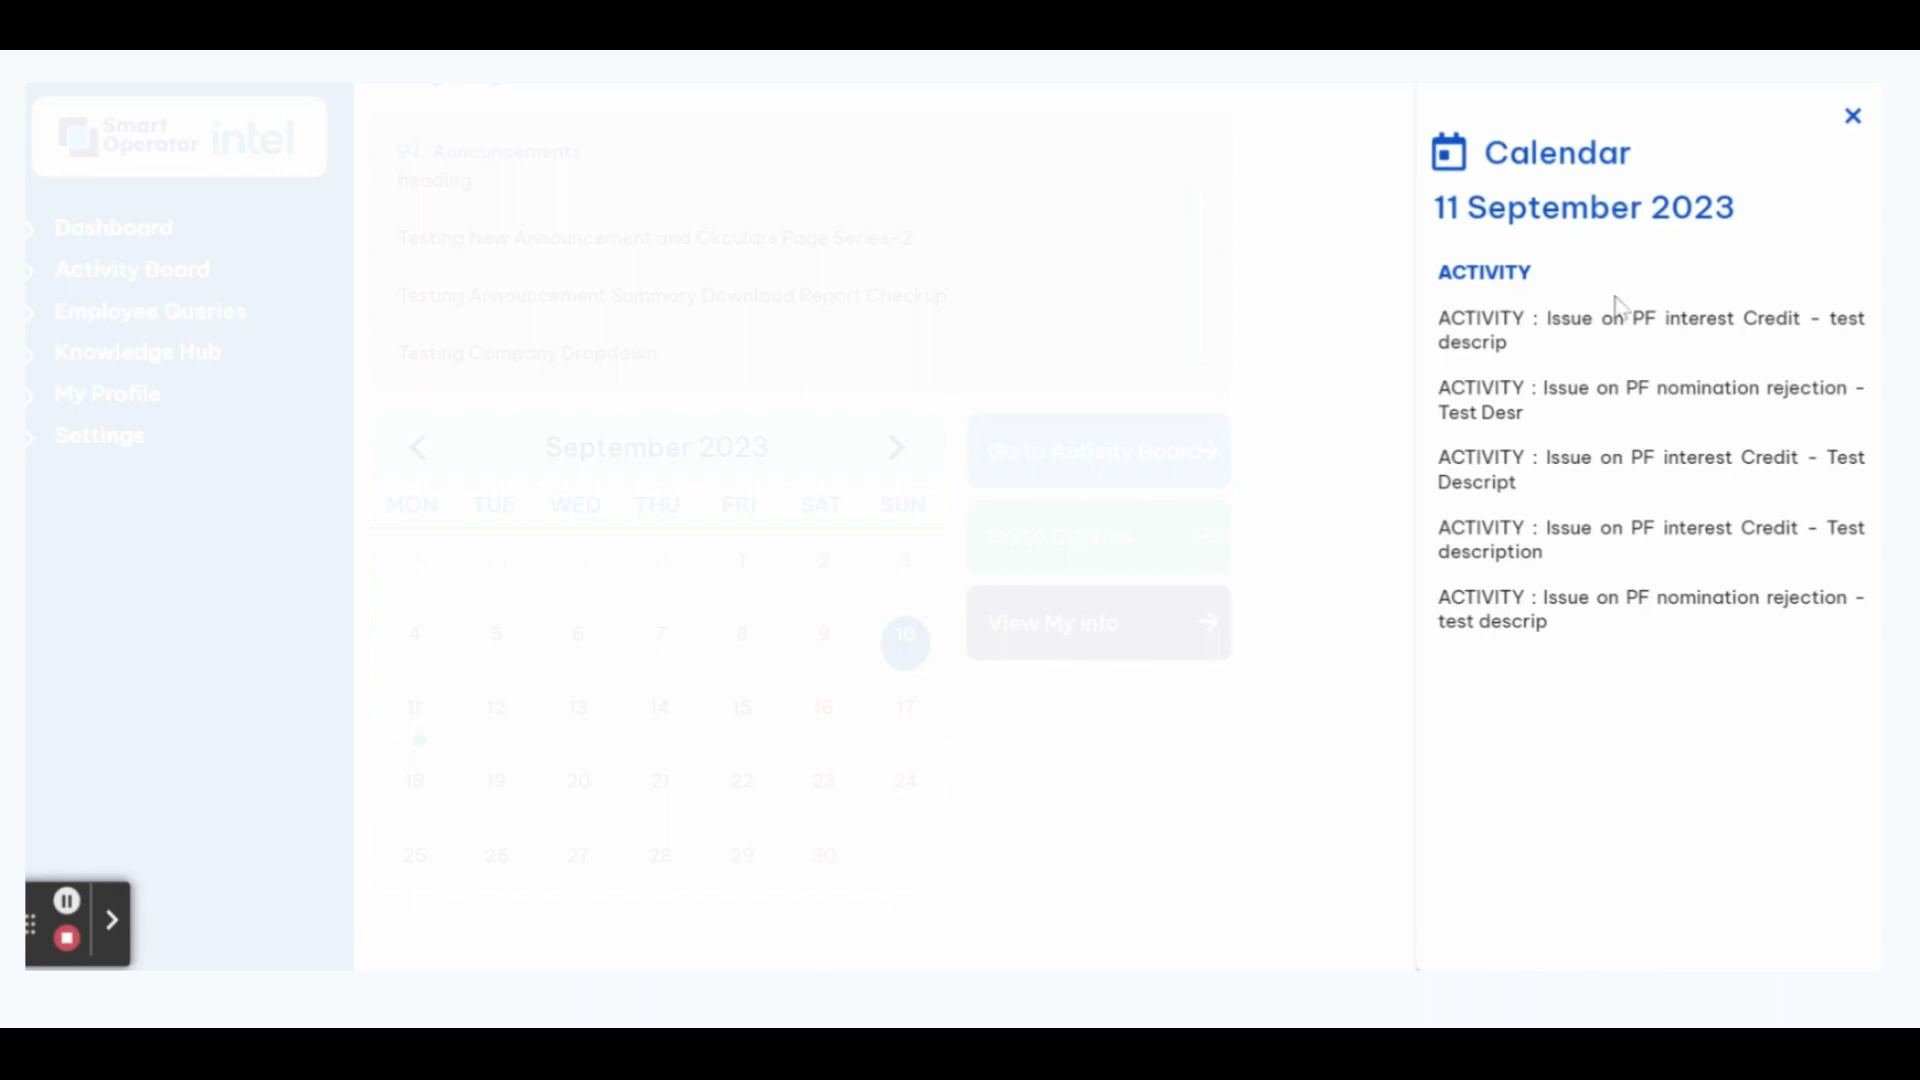 Smart
Operator
intel
Dashboard
Activity Board
Employee Queries
Knowledge Hub
My Profile
Settings
Announcements
heading
Testing New Announcement and Circulars Page Series-2
Testing Announcement Summary Download Report Checkup
Testing Company Dropdown
September 2023
MON TUE WED THU FRI SAT SUN
1 2 3
4 5 6 7 8 9 10
11 12 13 14 15 16 17
18 19 20 21 22 23 24
25 26 27 28 29 30
Go to Activity Board
Go to Queries
View My info
Calendar
11 September 2023
ACTIVITY
ACTIVITY : Issue on PF interest Credit - test
descrip
ACTIVITY : Issue on PF nomination rejection -
Test Desr
ACTIVITY : Issue on PF interest Credit - Test
Descript
ACTIVITY : Issue on PF interest Credit - Test
description
ACTIVITY : Issue on PF nomination rejection -
test descrip